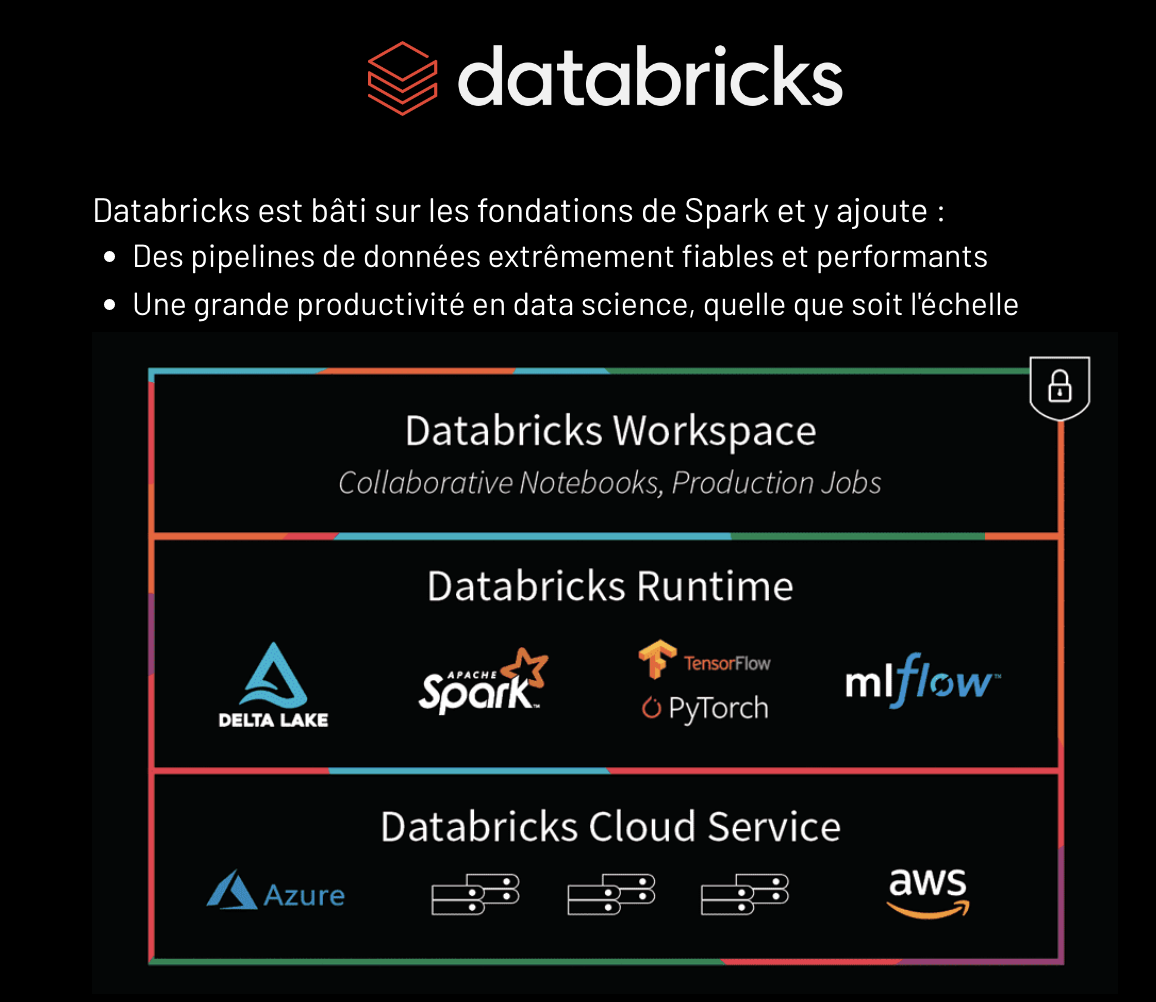 databricks
Databricks est bâti sur les fondations de Spark et y ajoute :
• Des pipelines de données extrêmement fiables et performants
• Une grande productivité en data science, quelle que soit l'échelle
Databricks Workspace
Collaborative Notebooks, Production Jobs
Databricks Runtime
DELTA LAKE
APACHE
Spark™
TensorFlow
PyTorch
mlflow™
Databricks Cloud Service
Azure
aws